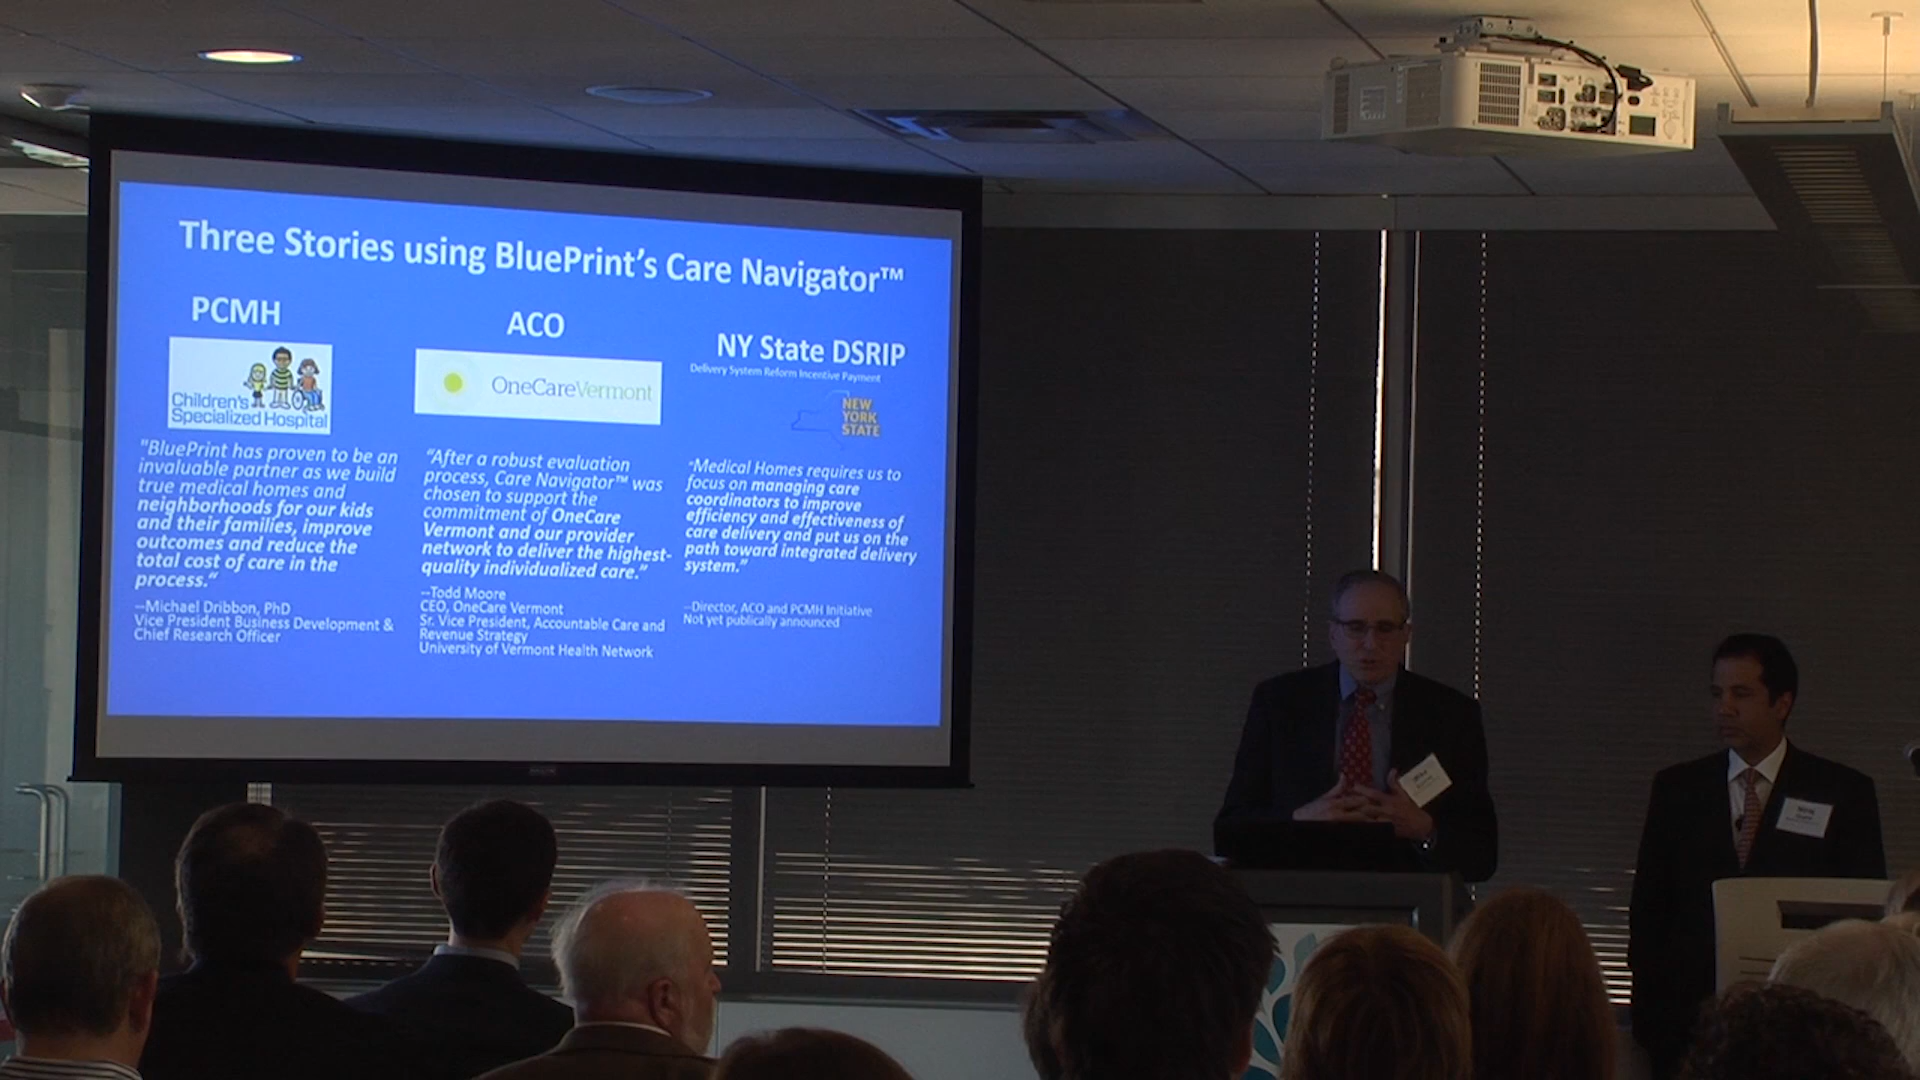 Three Stories using BluePrint's Care Navigator™
PCMH
Children's
Specialized Hospital
"BluePrint has proven to be an
invaluable partner as we build
true medical homes and
neighborhoods for our kids
and their families, improve
outcomes and reduce the
total cost of care in the
process."
--Michael Dribbon, PhD
Vice President Business Development &
Chief Research Officer
ACO
OneCareVermont
"After a robust evaluation
process, Care Navigator™ was
chosen to support the
commitment of OneCare
Vermont and our provider
network to deliver the highest-
quality individualized care."
--Todd Moore
CEO, OneCare Vermont
Sr. Vice President, Accountable Care and
Revenue Strategy
University of Vermont Health Network
NY State DSRIP
Delivery System Reform Incentive Payment
NEW
YORK
STATE
"Medical Homes requires us to
focus on managing care
coordinators to improve
efficiency and effectiveness of
care delivery and put us on the
path toward integrated delivery
system."
--Director, ACO and PCMH Initiative
Not yet publically announced